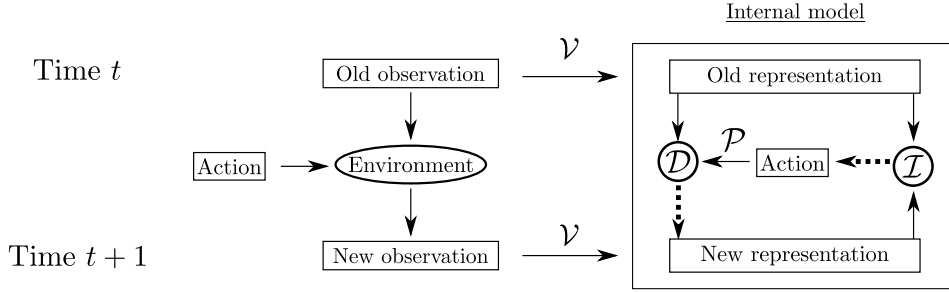 Internal model
Time t
Old observation
𝒱
Old representation
Action
Environment
𝒟
𝒫
Action
ℐ
Time t + 1
New observation
𝒱
New representation